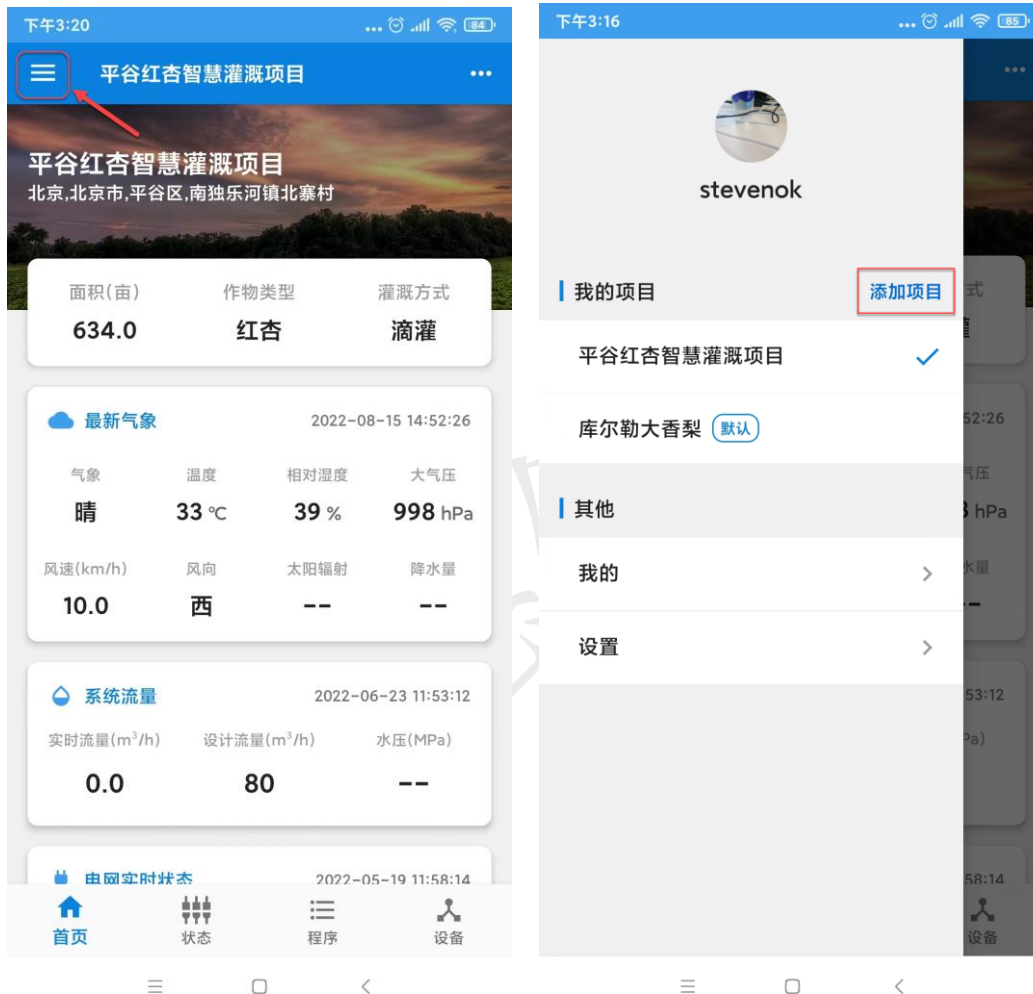 下午3:20
84
平谷红杏智慧灌溉项目
平谷红杏智慧灌溉项目
北京,北京市,平谷区,南独乐河镇北寨村
面积(亩) 作物类型 灌溉方式
634.0 红杏 滴灌
最新气象 2022-08-15 14:52:26
气象 温度 相对湿度 大气压
晴 33 ℃ 39 % 998 hPa
风速(km/h) 风向 太阳辐射 降水量
10.0 西 -- --
系统流量 2022-06-23 11:53:12
实时流量(m³/h) 设计流量(m³/h) 水压(MPa)
0.0 80 --
电网实时状态 2022-05-19 11:58:14
首页 状态 程序 设备
下午3:16
85
stevenok
我的项目 添加项目
平谷红杏智慧灌溉项目
库尔勒大香梨 默认
其他
我的
设置
式
52:26
气压
hPa
水量
--
53:12
Pa)
58:14
设备